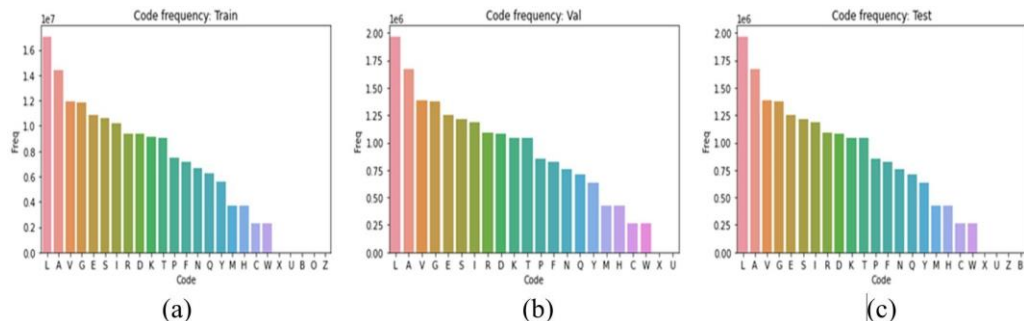 Code frequency: Train
1e7
Freq
1.6
1.4
1.2
1.0
0.8
0.6
0.4
0.2
0.0
L A V G E S I R D K T P F N Q Y M H C W X U B O Z
Code
(a)
Code frequency: Val
1e6
Freq
2.00
1.75
1.50
1.25
1.00
0.75
0.50
0.25
0.00
L A V G E S I R D K T P F N Q Y M H C W X U
Code
(b)
Code frequency: Test
1e6
Freq
2.00
1.75
1.50
1.25
1.00
0.75
0.50
0.25
0.00
L A V G E S I R D K T P F N Q Y M H C W X U Z B
Code
(c)